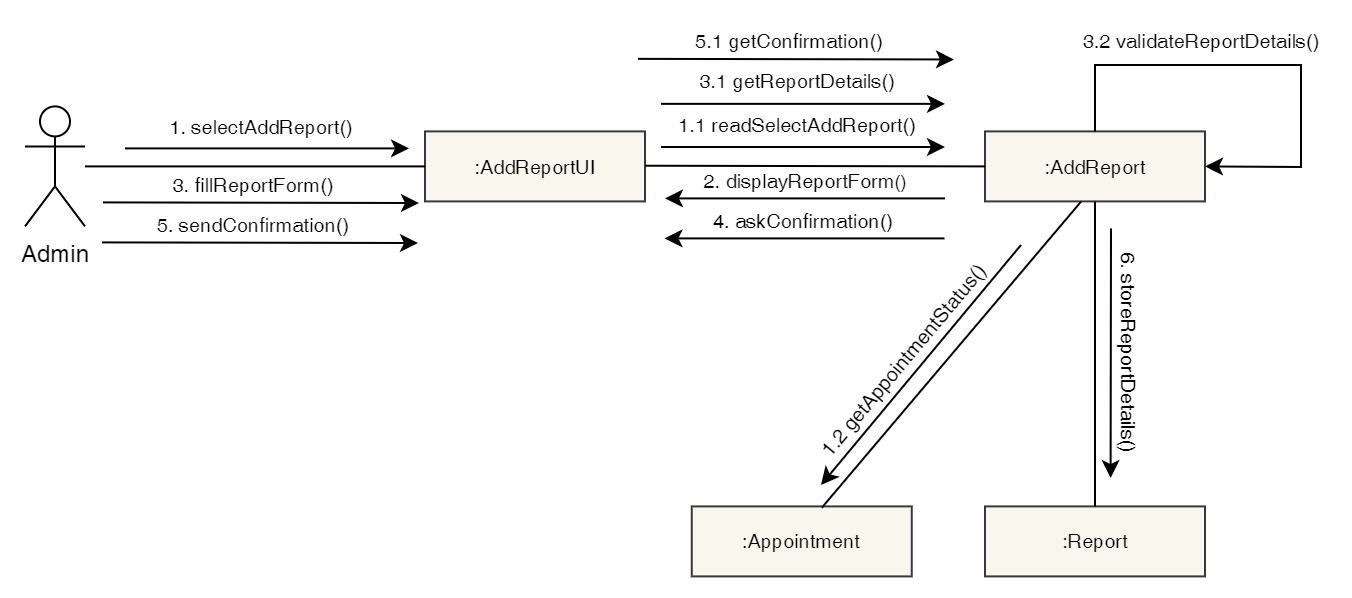 5.1 getConfirmation()
3.2 validateReportDetails()
3.1 getReportDetails()
1. selectAddReport()
1.1 readSelectAddReport()
:AddReportUI
:AddReport
3. fillReportForm()
2. displayReportForm()
5. sendConfirmation()
4. askConfirmation()
Admin
1.2 getAppointmentStatus()
6. storeReportDetails()
:Appointment
:Report